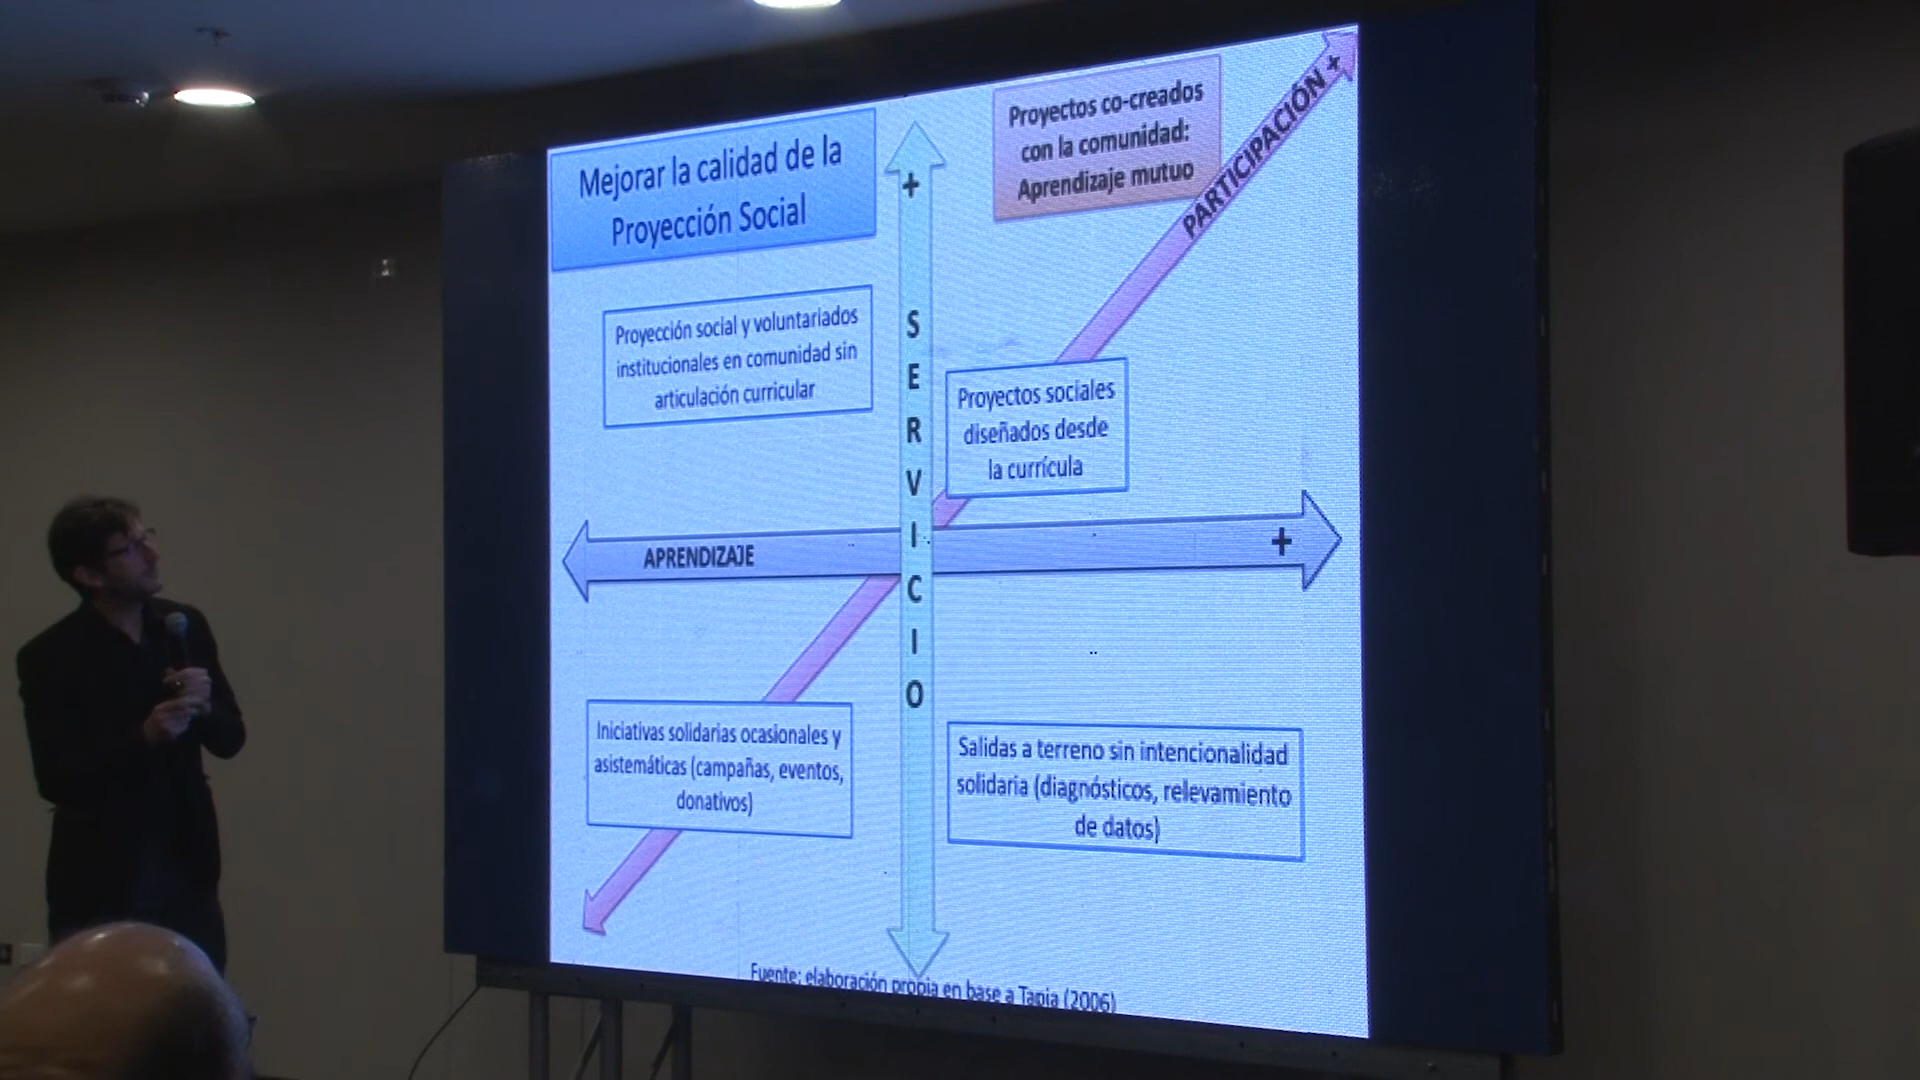 Mejorar la calidad de la
Proyección Social
+
Proyectos co-creados
con la comunidad:
Aprendizaje mutuo
PARTICIPACIÓN +
Proyección social y voluntariados
institucionales en comunidad sin
articulación curricular
SERVICIO
Proyectos sociales
diseñados desde
la currícula
APRENDIZAJE
+
Iniciativas solidarias ocasionales y
asistemáticas (campañas, eventos,
donativos)
Salidas a terreno sin intencionalidad
solidaria (diagnósticos, relevamiento
de datos)
Fuente: elaboración propia en base a Tapia (2006)